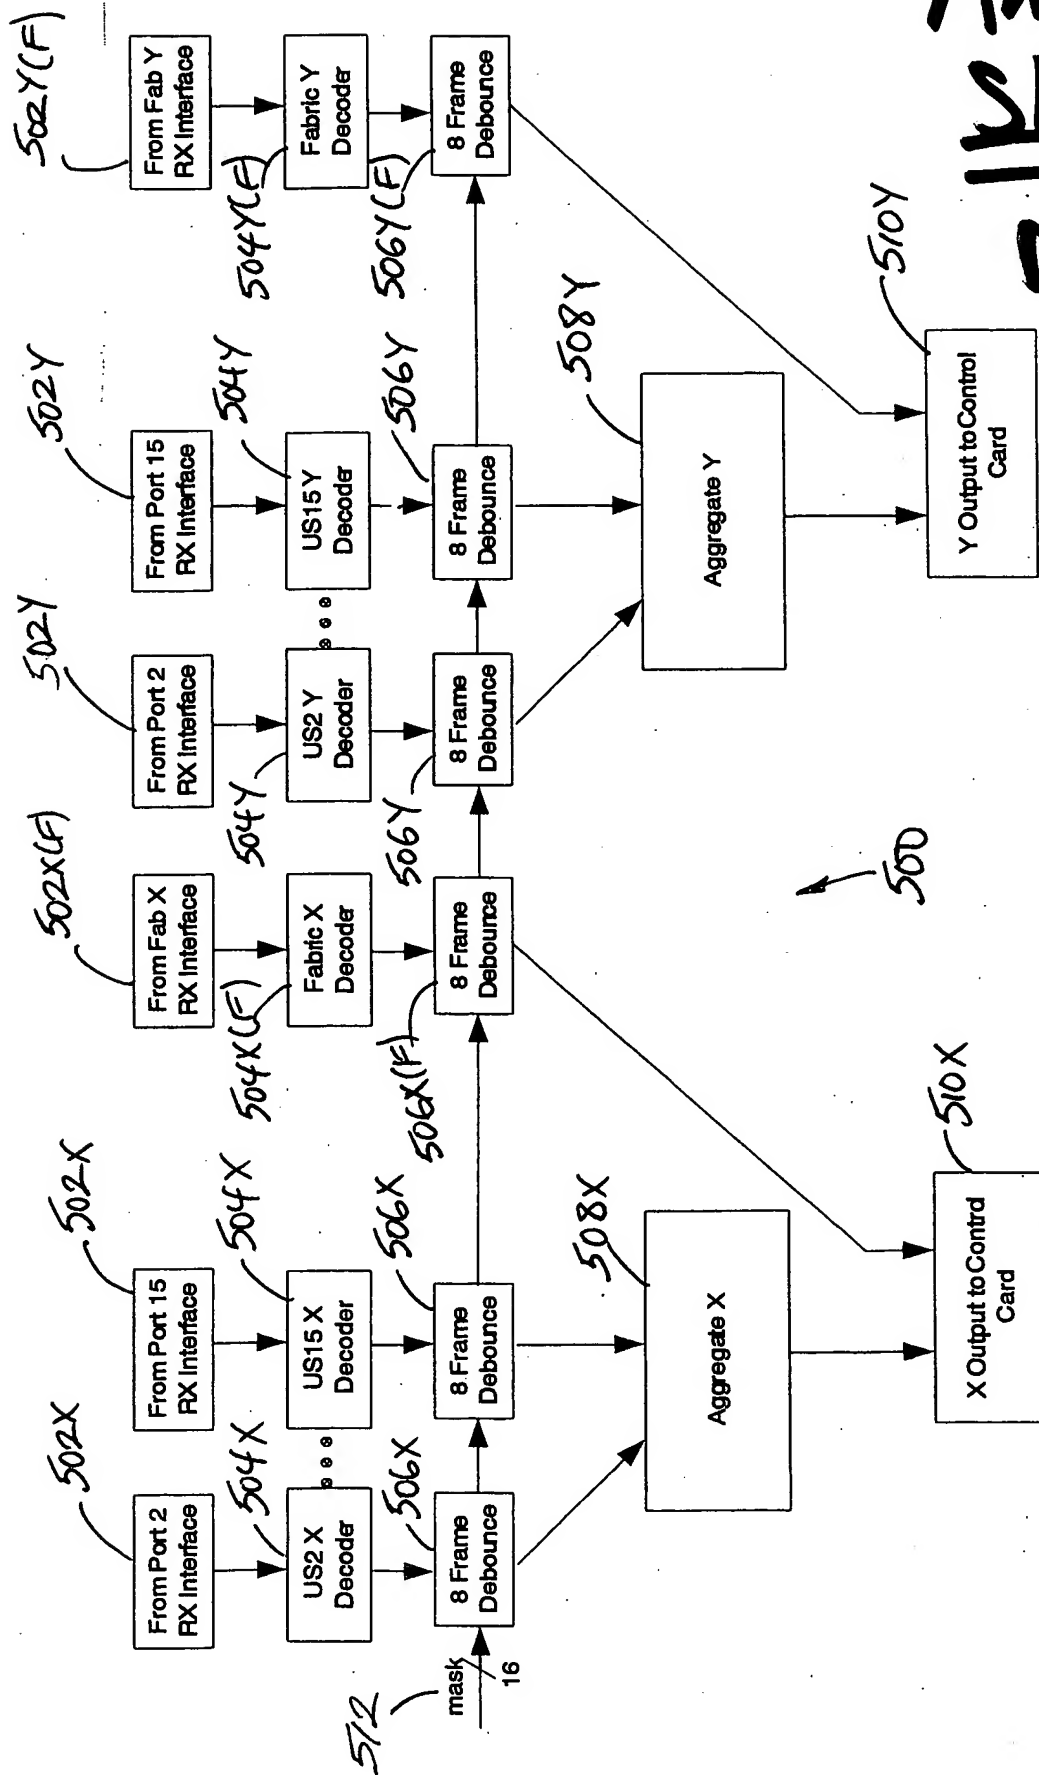 502X
502X
502X(F)
502Y
502Y
502Y(F)
From Port 2
RX Interface
From Port 15
RX Interface
From Fab X
RX Interface
From Port 2
RX Interface
From Port 15
RX Interface
From Fab Y
RX Interface
504X
504X
504X(F)
504Y
504Y
504Y(F)
US2 X
Decoder
US15 X
Decoder
Fabric X
Decoder
US2 Y
Decoder
US15 Y
Decoder
Fabric Y
Decoder
506X
506X
506X(F)
506Y
506Y
506Y(F)
512
mask
16
8 Frame
Debounce
8 Frame
Debounce
8 Frame
Debounce
8 Frame
Debounce
8 Frame
Debounce
8 Frame
Debounce
508X
508Y
Aggregate X
Aggregate Y
500
510X
510Y
X Output to Control
Card
Y Output to Control
Card